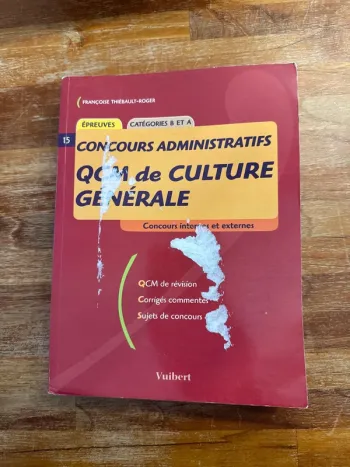 FRANÇOISE THIÉBAULT-ROGER
ÉPREUVES CATÉGORIES B ET A
15
CONCOURS ADMINISTRATIFS
QCM de CULTURE
GÉNÉRALE
Concours internes et externes
QCM de révision
Corrigés commentés
Sujets de concours
Vuibert